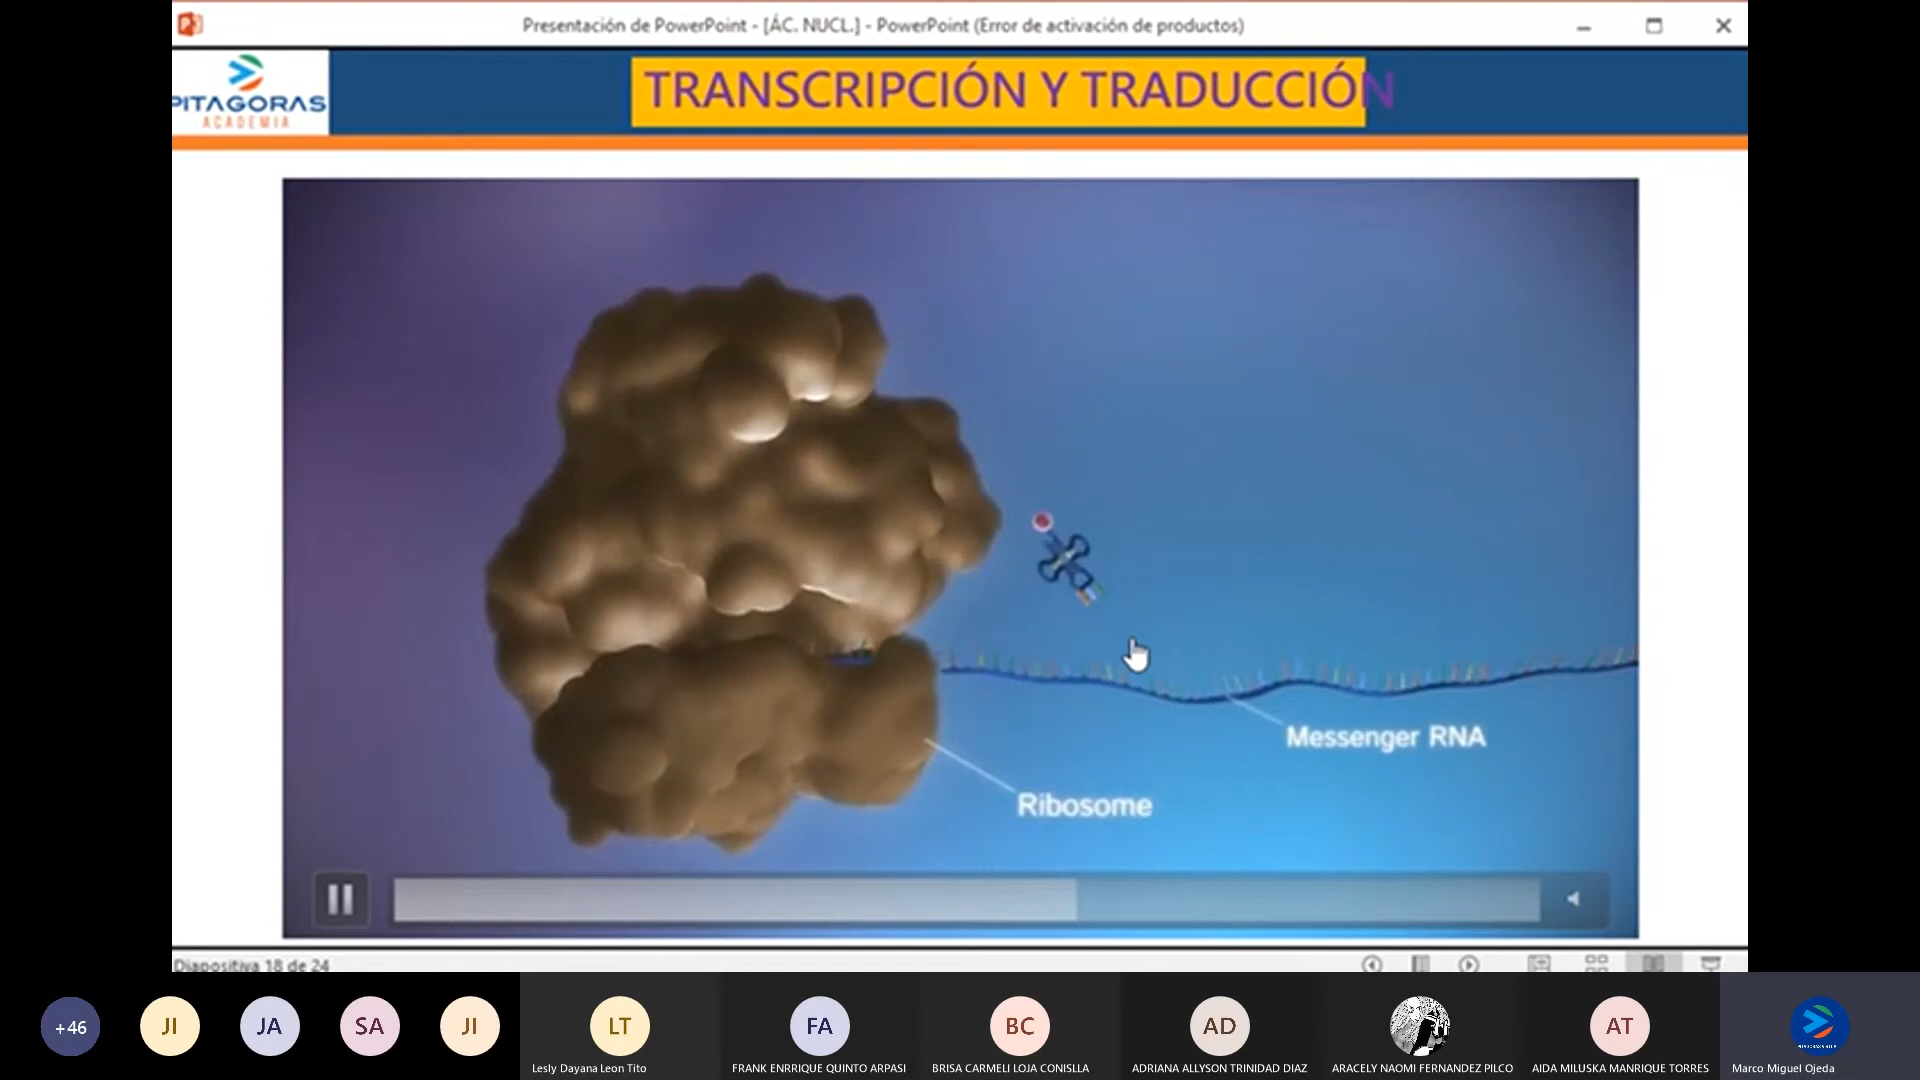 Presentación de PowerPoint - [ÁC. NUCL.] - PowerPoint (Error de activación de productos)
PITAGORAS
ACADEMIA
TRANSCRIPCIÓN Y TRADUCCIÓN
Messenger RNA
Ribosome
Diapositiva 18 de 24
+46
JI
JA
SA
JI
LT
FA
BC
AD
AT
Lesly Dayana Leon Tito
FRANK ENRRIQUE QUINTO ARPASI
BRISA CARMELI LOJA CONISLLA
ADRIANA ALLYSON TRINIDAD DIAZ
ARACELY NAOMI FERNANDEZ PILCO
AIDA MILUSKA MANRIQUE TORRES
Marco Miguel Ojeda